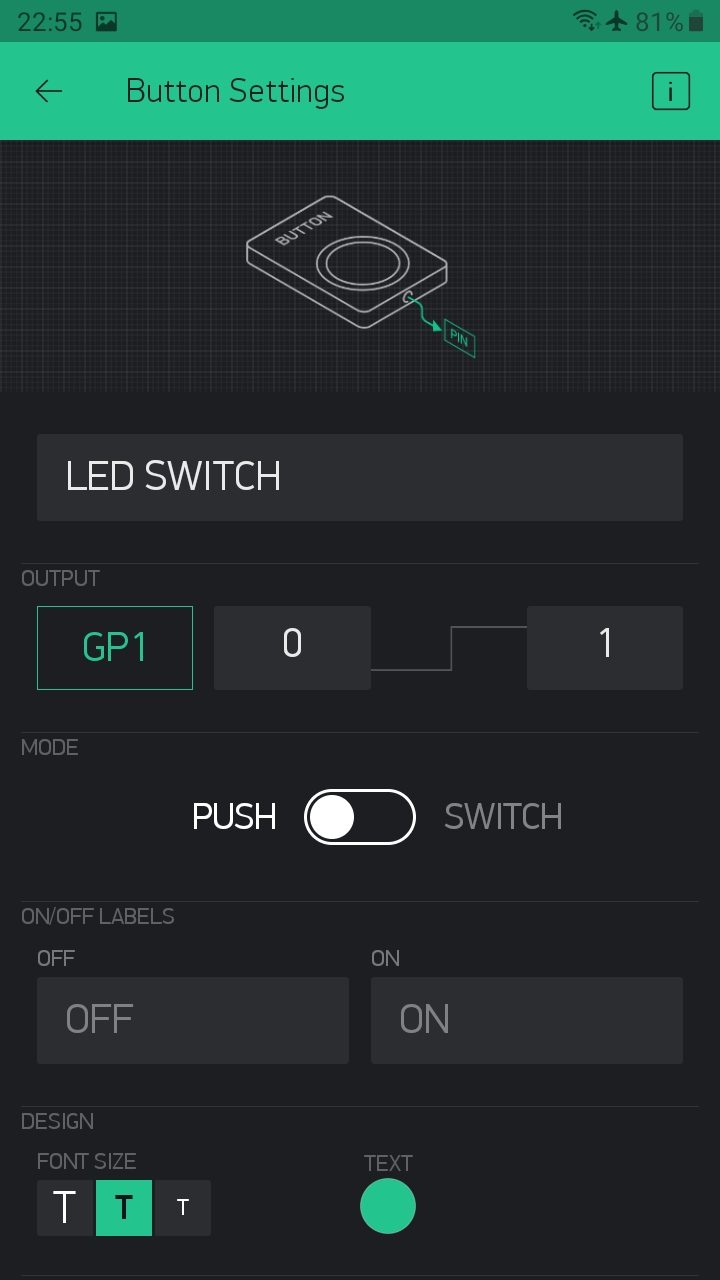 22:55 81%
Button Settings i
BUTTON
PIN
LED SWITCH
OUTPUT
GP1 0 1
MODE
PUSH SWITCH
ON/OFF LABELS
OFF ON
OFF ON
DESIGN
FONT SIZE TEXT
T T T